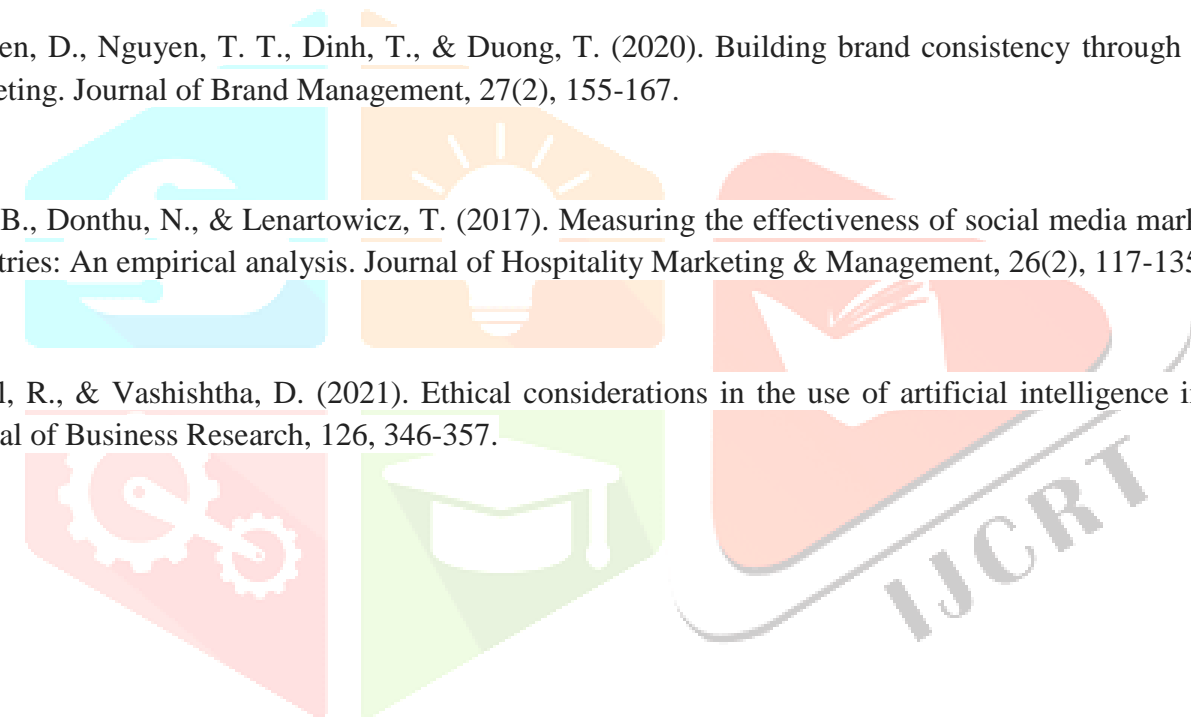 en, D., Nguyen, T. T., Dinh, T., & Duong, T. (2020). Building brand consistency through
eting. Journal of Brand Management, 27(2), 155-167.
B., Donthu, N., & Lenartowicz, T. (2017). Measuring the effectiveness of social media mark
tries: An empirical analysis. Journal of Hospitality Marketing & Management, 26(2), 117-135
l, R., & Vashishtha, D. (2021). Ethical considerations in the use of artificial intelligence i
al of Business Research, 126, 346-357.
IJCRT